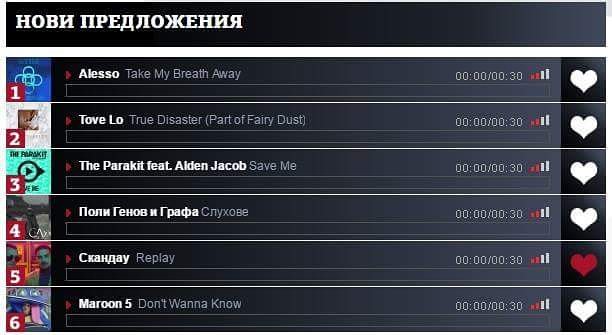 НОВИ ПРЕДЛОЖЕНИЯ
1 Alesso Take My Breath Away 00:00/00:30
2 Tove Lo True Disaster (Part of Fairy Dust) 00:00/00:30
THE PARAKIT
3 The Parakit feat. Alden Jacob Save Me 00:00/00:30
4 Поли Генов и Графа Слухове 00:00/00:30
5 Скандау Replay 00:00/00:30
6 Maroon 5 Don't Wanna Know 00:00/00:30